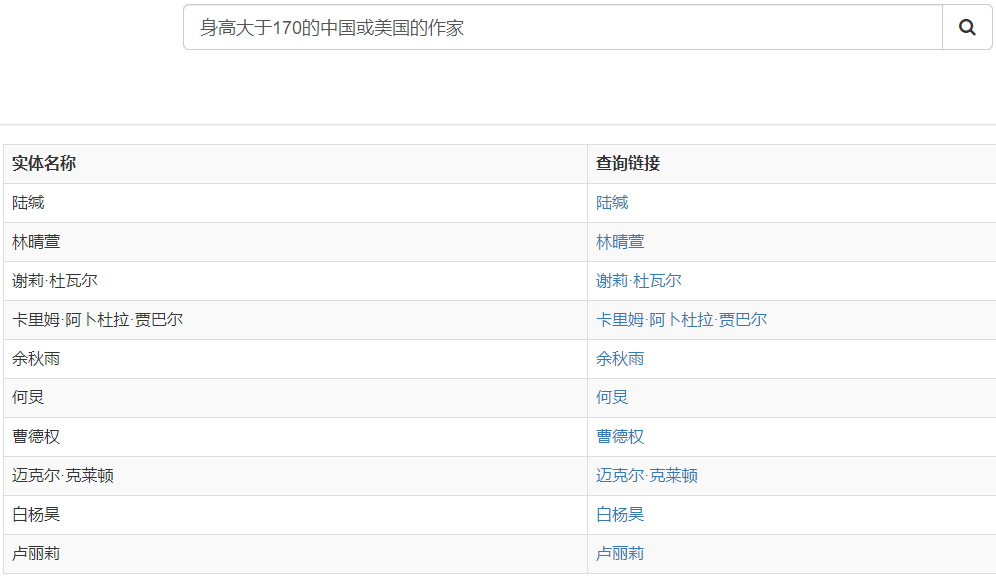 身高大于170的中国或美国的作家
实体名称 查询链接
陆缄 陆缄
林晴萱 林晴萱
谢莉·杜瓦尔 谢莉·杜瓦尔
卡里姆·阿卜杜拉·贾巴尔 卡里姆·阿卜杜拉·贾巴尔
余秋雨 余秋雨
何炅 何炅
曹德权 曹德权
迈克尔·克莱顿 迈克尔·克莱顿
白杨昊 白杨昊
卢丽莉 卢丽莉